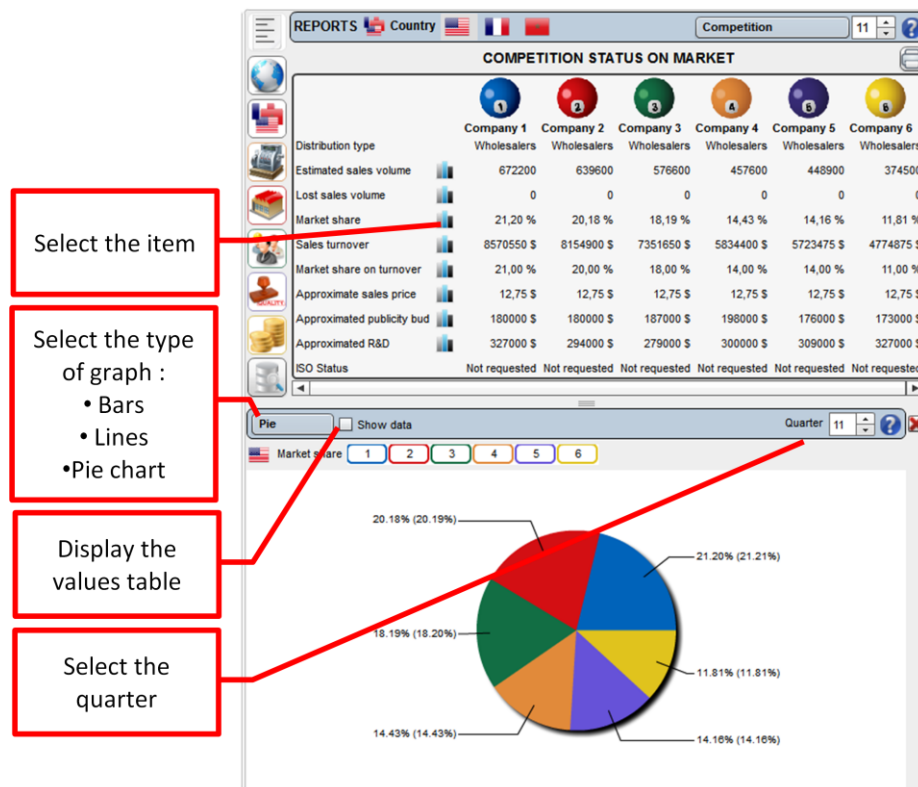 REPORTS Country Competition 11
COMPETITION STATUS ON MARKET
1 2 3 4 5 6
Company 1 Company 2 Company 3 Company 4 Company 5 Company 6
Distribution type Wholesalers Wholesalers Wholesalers Wholesalers Wholesalers Wholesalers
Estimated sales volume 672200 639600 576600 457600 448900 374500
Lost sales volume 0 0 0 0 0 0
Market share 21,20 % 20,18 % 18,19 % 14,43 % 14,16 % 11,81 %
Sales turnover 8570550 $ 8154900 $ 7351650 $ 5834400 $ 5723475 $ 4774875 $
Market share on turnover 21,00 % 20,00 % 18,00 % 14,00 % 14,00 % 11,00 %
Approximate sales price 12,75 $ 12,75 $ 12,75 $ 12,75 $ 12,75 $ 12,75 $
Approximated publicity bud 180000 $ 180000 $ 187000 $ 198000 $ 176000 $ 173000 $
Approximated R&D 327000 $ 294000 $ 279000 $ 300000 $ 309000 $ 327000 $
ISO Status Not requested Not requested Not requested Not requested Not requested Not requested
QUALITY
Select the item
Select the type
of graph :
• Bars
• Lines
•Pie chart
Display the
values table
Select the
quarter
Pie Show data Quarter 11
Market share 1 2 3 4 5 6
20.18% (20.19%)
21.20% (21.21%)
18.19% (18.20%)
11.81% (11.81%)
14.43% (14.43%)
14.16% (14.16%)